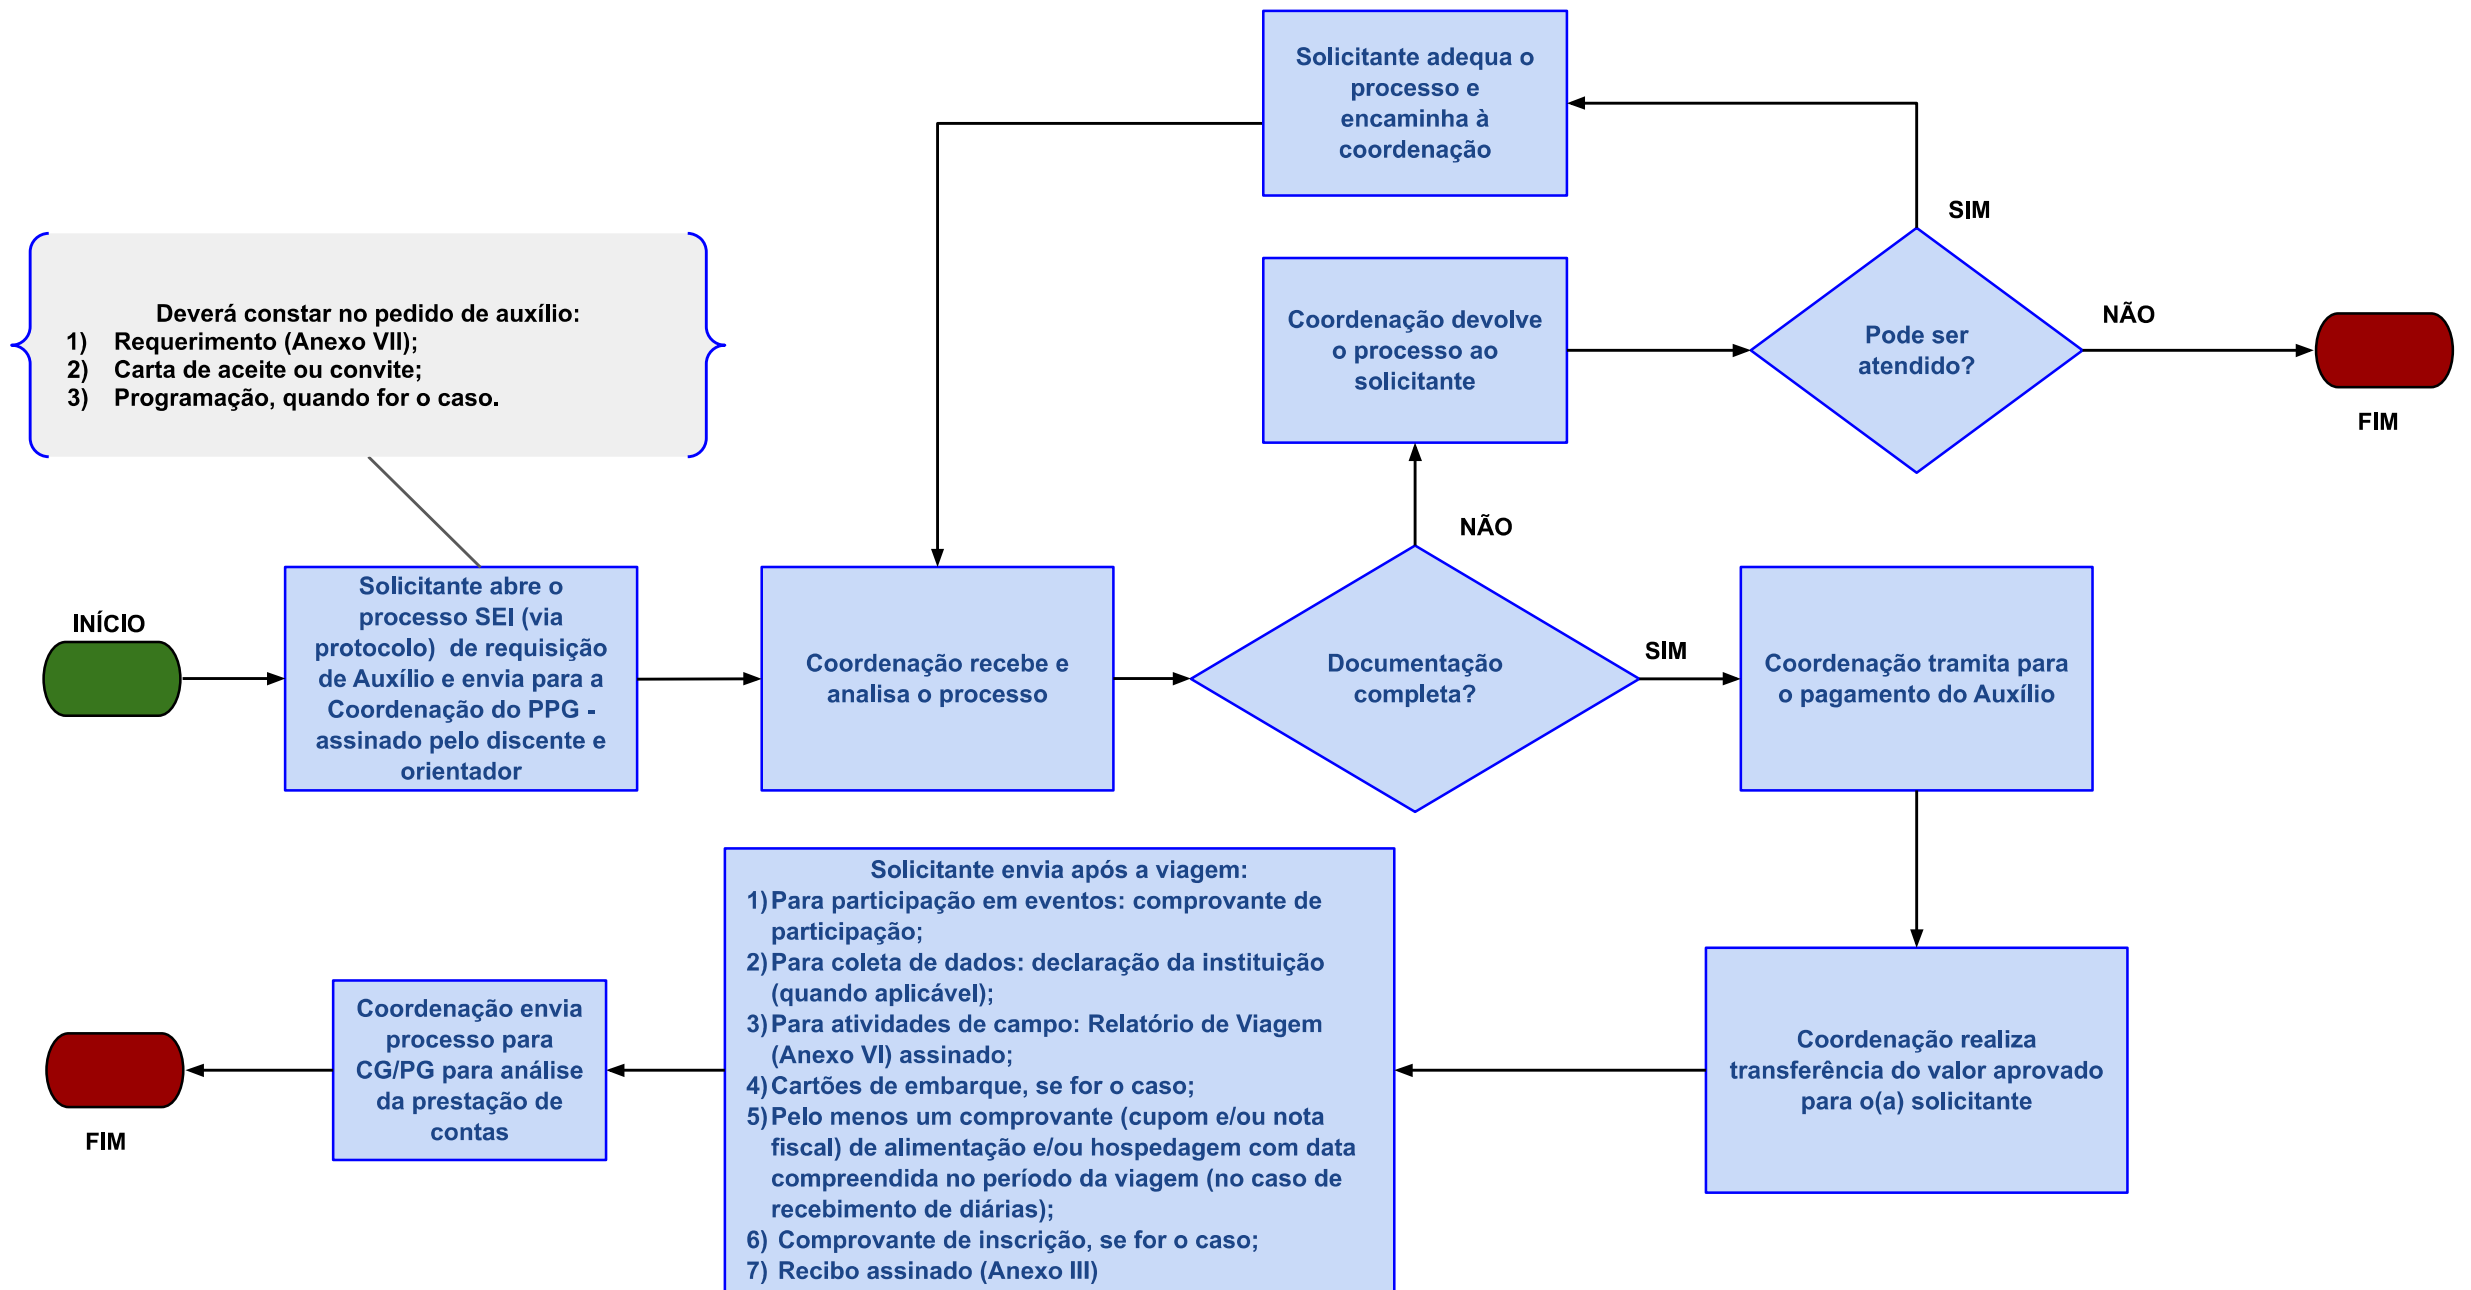 Solicitante adequa o
processo e
encaminha à
coordenação
SIM
Deverá constar no pedido de auxílio:
1) Requerimento (Anexo VII);
2) Carta de aceite ou convite;
3) Programação, quando for o caso.
Coordenação devolve
o processo ao
solicitante
Pode ser
atendido?
NÃO
FIM
NÃO
INÍCIO
Solicitante abre o
processo SEI (via
protocolo) de requisição
de Auxílio e envia para a
Coordenação do PPG -
assinado pelo discente e
orientador
Coordenação recebe e
analisa o processo
Documentação
completa?
SIM
Coordenação tramita para
o pagamento do Auxílio
Solicitante envia após a viagem:
1) Para participação em eventos: comprovante de
participação;
2) Para coleta de dados: declaração da instituição
(quando aplicável);
3) Para atividades de campo: Relatório de Viagem
(Anexo VI) assinado;
4) Cartões de embarque, se for o caso;
5) Pelo menos um comprovante (cupom e/ou nota
fiscal) de alimentação e/ou hospedagem com data
compreendida no período da viagem (no caso de
recebimento de diárias);
6) Comprovante de inscrição, se for o caso;
7) Recibo assinado (Anexo III)
Coordenação realiza
transferência do valor aprovado
para o(a) solicitante
Coordenação envia
processo para
CG/PG para análise
da prestação de
contas
FIM